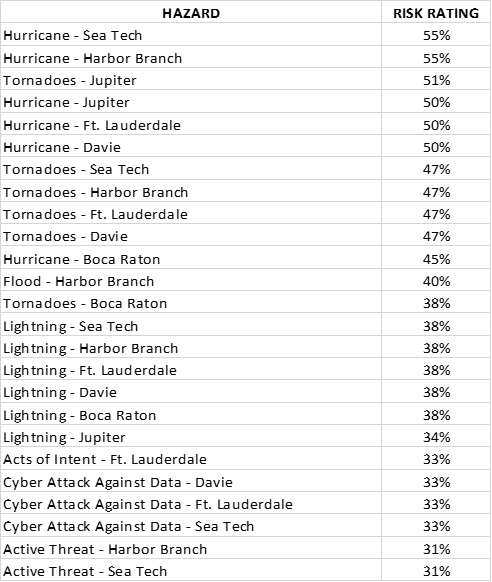 HAZARD RISK RATING
Hurricane - Sea Tech 55%
Hurricane - Harbor Branch 55%
Tornadoes - Jupiter 51%
Hurricane - Jupiter 50%
Hurricane - Ft. Lauderdale 50%
Hurricane - Davie 50%
Tornadoes - Sea Tech 47%
Tornadoes - Harbor Branch 47%
Tornadoes - Ft. Lauderdale 47%
Tornadoes - Davie 47%
Hurricane - Boca Raton 45%
Flood - Harbor Branch 40%
Tornadoes - Boca Raton 38%
Lightning - Sea Tech 38%
Lightning - Harbor Branch 38%
Lightning - Ft. Lauderdale 38%
Lightning - Davie 38%
Lightning - Boca Raton 38%
Lightning - Jupiter 34%
Acts of Intent - Ft. Lauderdale 33%
Cyber Attack Against Data - Davie 33%
Cyber Attack Against Data - Ft. Lauderdale 33%
Cyber Attack Against Data - Sea Tech 33%
Active Threat - Harbor Branch 31%
Active Threat - Sea Tech 31%